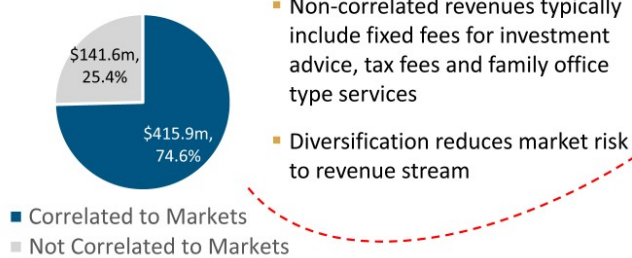 $141.6m,
25.4%
$415.9m,
74.6%
Correlated to Markets
Not Correlated to Markets
Non-correlated revenues typically
include fixed fees for investment
advice, tax fees and family office
type services
Diversification reduces market risk
to revenue stream